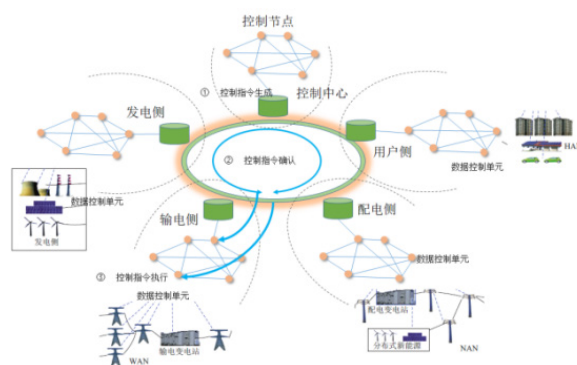 控制节点
① 控制指令生成
控制中心
发电侧
用户侧
数据控制单元
HAN
② 控制指令确认
数据控制单元
发电侧
输电侧
配电侧
数据控制单元
③ 控制指令执行
数据控制单元
WAN
输电变电站
配电变电站
分布式新能源
NAN